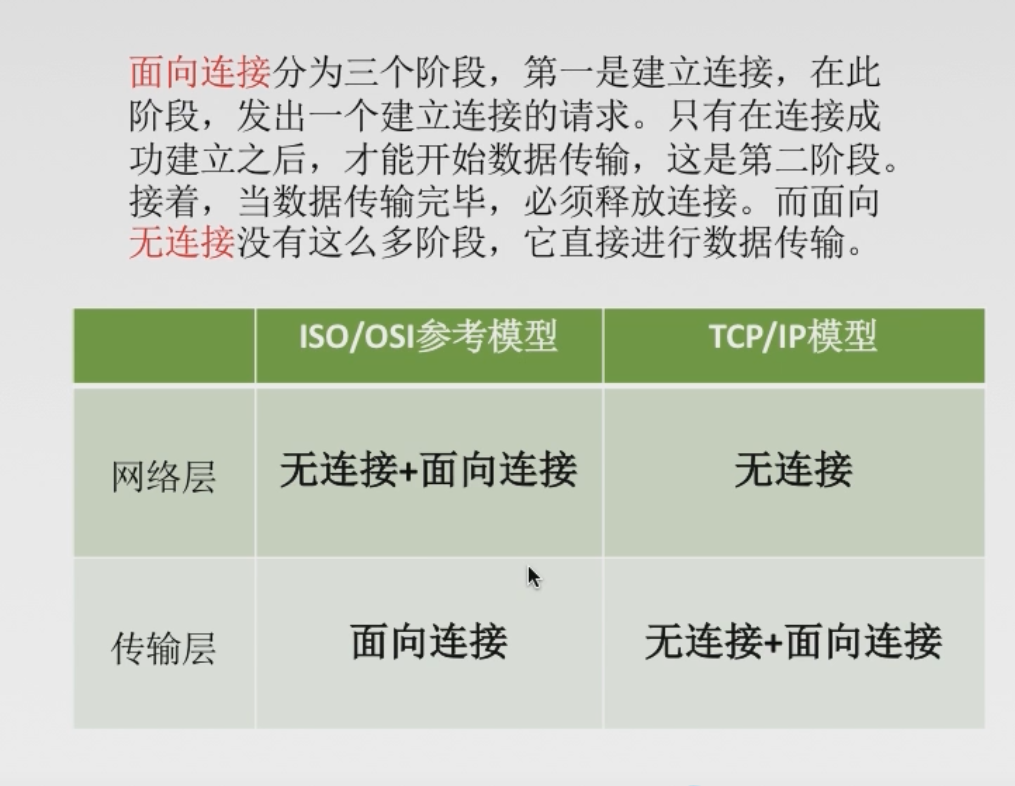 面向连接分为三个阶段，第一是建立连接，在此
阶段，发出一个建立连接的请求。只有在连接成
功建立之后，才能开始数据传输，这是第二阶段。
接着，当数据传输完毕，必须释放连接。而面向
无连接没有这么多阶段，它直接进行数据传输。
ISO/OSI参考模型
TCP/IP模型
网络层
无连接+面向连接
无连接
传输层
面向连接
无连接+面向连接